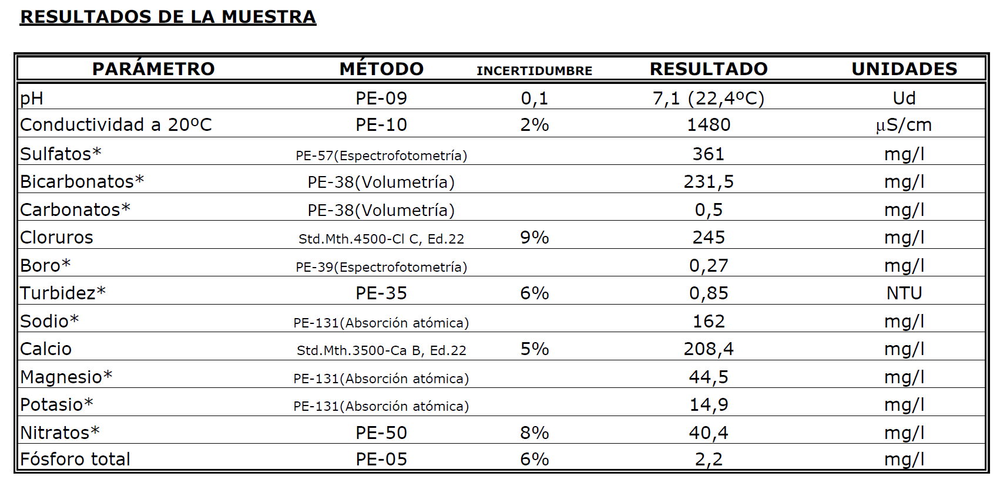 RESULTADOS DE LA MUESTRA
PARÁMETRO MÉTODO INCERTIDUMBRE RESULTADO UNIDADES
pH PE-09 0,1 7,1 (22,4ºC) Ud
Conductividad a 20ºC PE-10 2% 1480 μS/cm
Sulfatos* PE-57(Espectrofotometría) 361 mg/l
Bicarbonatos* PE-38(Volumetría) 231,5 mg/l
Carbonatos* PE-38(Volumetría) 0,5 mg/l
Cloruros Std.Mth.4500-Cl C, Ed.22 9% 245 mg/l
Boro* PE-39(Espectrofotometría) 0,27 mg/l
Turbidez* PE-35 6% 0,85 NTU
Sodio* PE-131(Absorción atómica) 162 mg/l
Calcio Std.Mth.3500-Ca B, Ed.22 5% 208,4 mg/l
Magnesio* PE-131(Absorción atómica) 44,5 mg/l
Potasio* PE-131(Absorción atómica) 14,9 mg/l
Nitratos* PE-50 8% 40,4 mg/l
Fósforo total PE-05 6% 2,2 mg/l